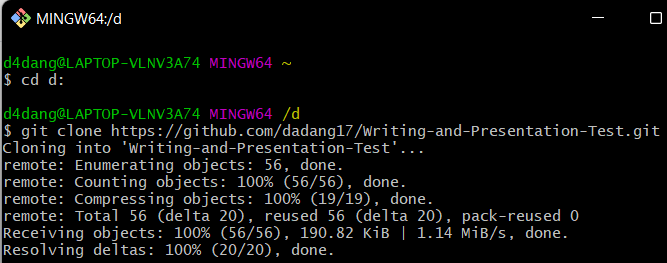 MINGW64:/d
d4dang@LAPTOP-VLNV3A74 MINGW64 ~
$ cd d:
d4dang@LAPTOP-VLNV3A74 MINGW64 /d
$ git clone https://github.com/dadang17/Writing-and-Presentation-Test.git
Cloning into 'Writing-and-Presentation-Test'...
remote: Enumerating objects: 56, done.
remote: Counting objects: 100% (56/56), done.
remote: Compressing objects: 100% (19/19), done.
remote: Total 56 (delta 20), reused 56 (delta 20), pack-reused 0
Receiving objects: 100% (56/56), 190.82 KiB | 1.14 MiB/s, done.
Resolving deltas: 100% (20/20), done.